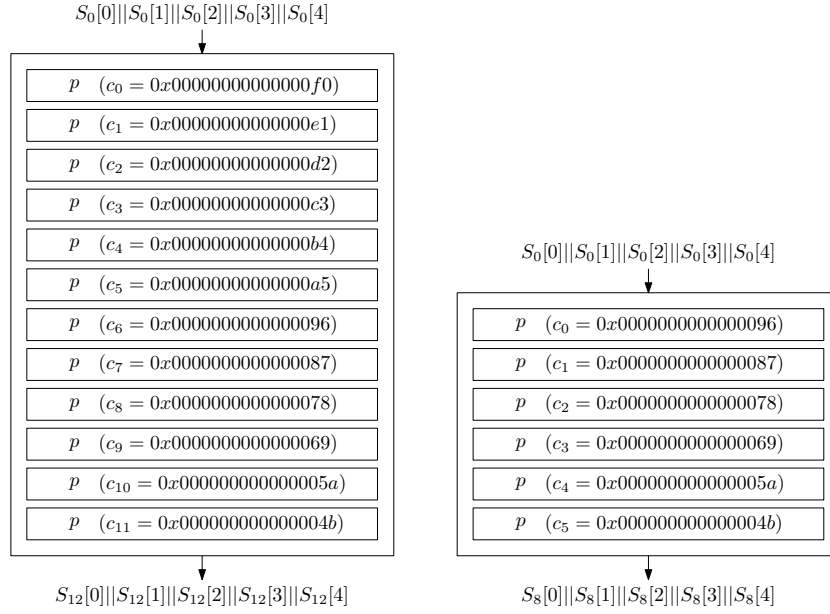 S_0[0]||S_0[1]||S_0[2]||S_0[3]||S_0[4]
p (c_0 = 0x00000000000000f0)
p (c_1 = 0x00000000000000e1)
p (c_2 = 0x00000000000000d2)
p (c_3 = 0x00000000000000c3)
p (c_4 = 0x00000000000000b4)
p (c_5 = 0x00000000000000a5)
p (c_6 = 0x0000000000000096)
p (c_7 = 0x0000000000000087)
p (c_8 = 0x0000000000000078)
p (c_9 = 0x0000000000000069)
p (c_10 = 0x000000000000005a)
p (c_11 = 0x000000000000004b)
S_12[0]||S_12[1]||S_12[2]||S_12[3]||S_12[4]
S_0[0]||S_0[1]||S_0[2]||S_0[3]||S_0[4]
p (c_0 = 0x0000000000000096)
p (c_1 = 0x0000000000000087)
p (c_2 = 0x0000000000000078)
p (c_3 = 0x0000000000000069)
p (c_4 = 0x000000000000005a)
p (c_5 = 0x000000000000004b)
S_8[0]||S_8[1]||S_8[2]||S_8[3]||S_8[4]